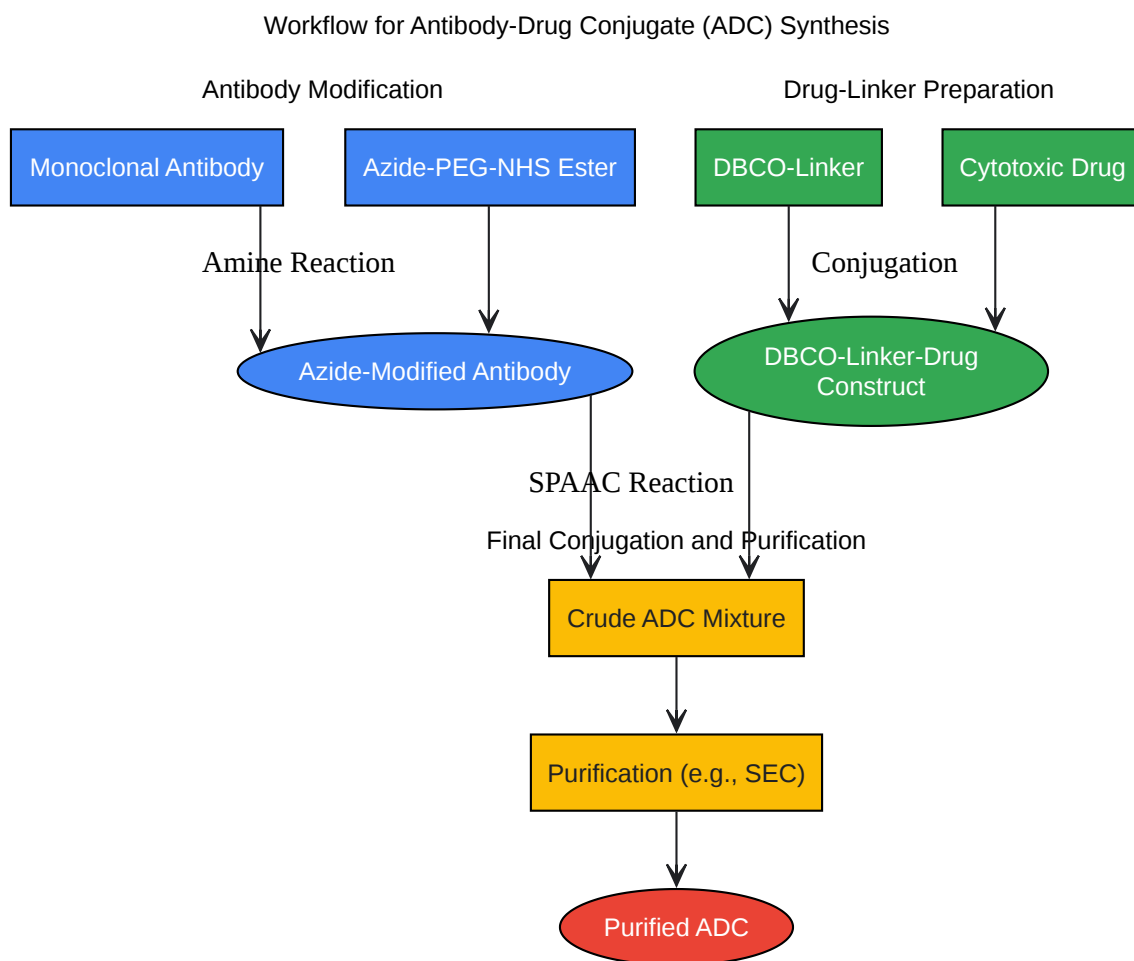 Workflow for Antibody-Drug Conjugate (ADC) Synthesis
Antibody Modification
Drug-Linker Preparation
Monoclonal Antibody
Azide-PEG-NHS Ester
DBCO-Linker
Cytotoxic Drug
Amine Reaction
Conjugation
Azide-Modified Antibody
DBCO-Linker-Drug
Construct
SPAAC Reaction
Final Conjugation and Purification
Crude ADC Mixture
Purification (e.g., SEC)
Purified ADC